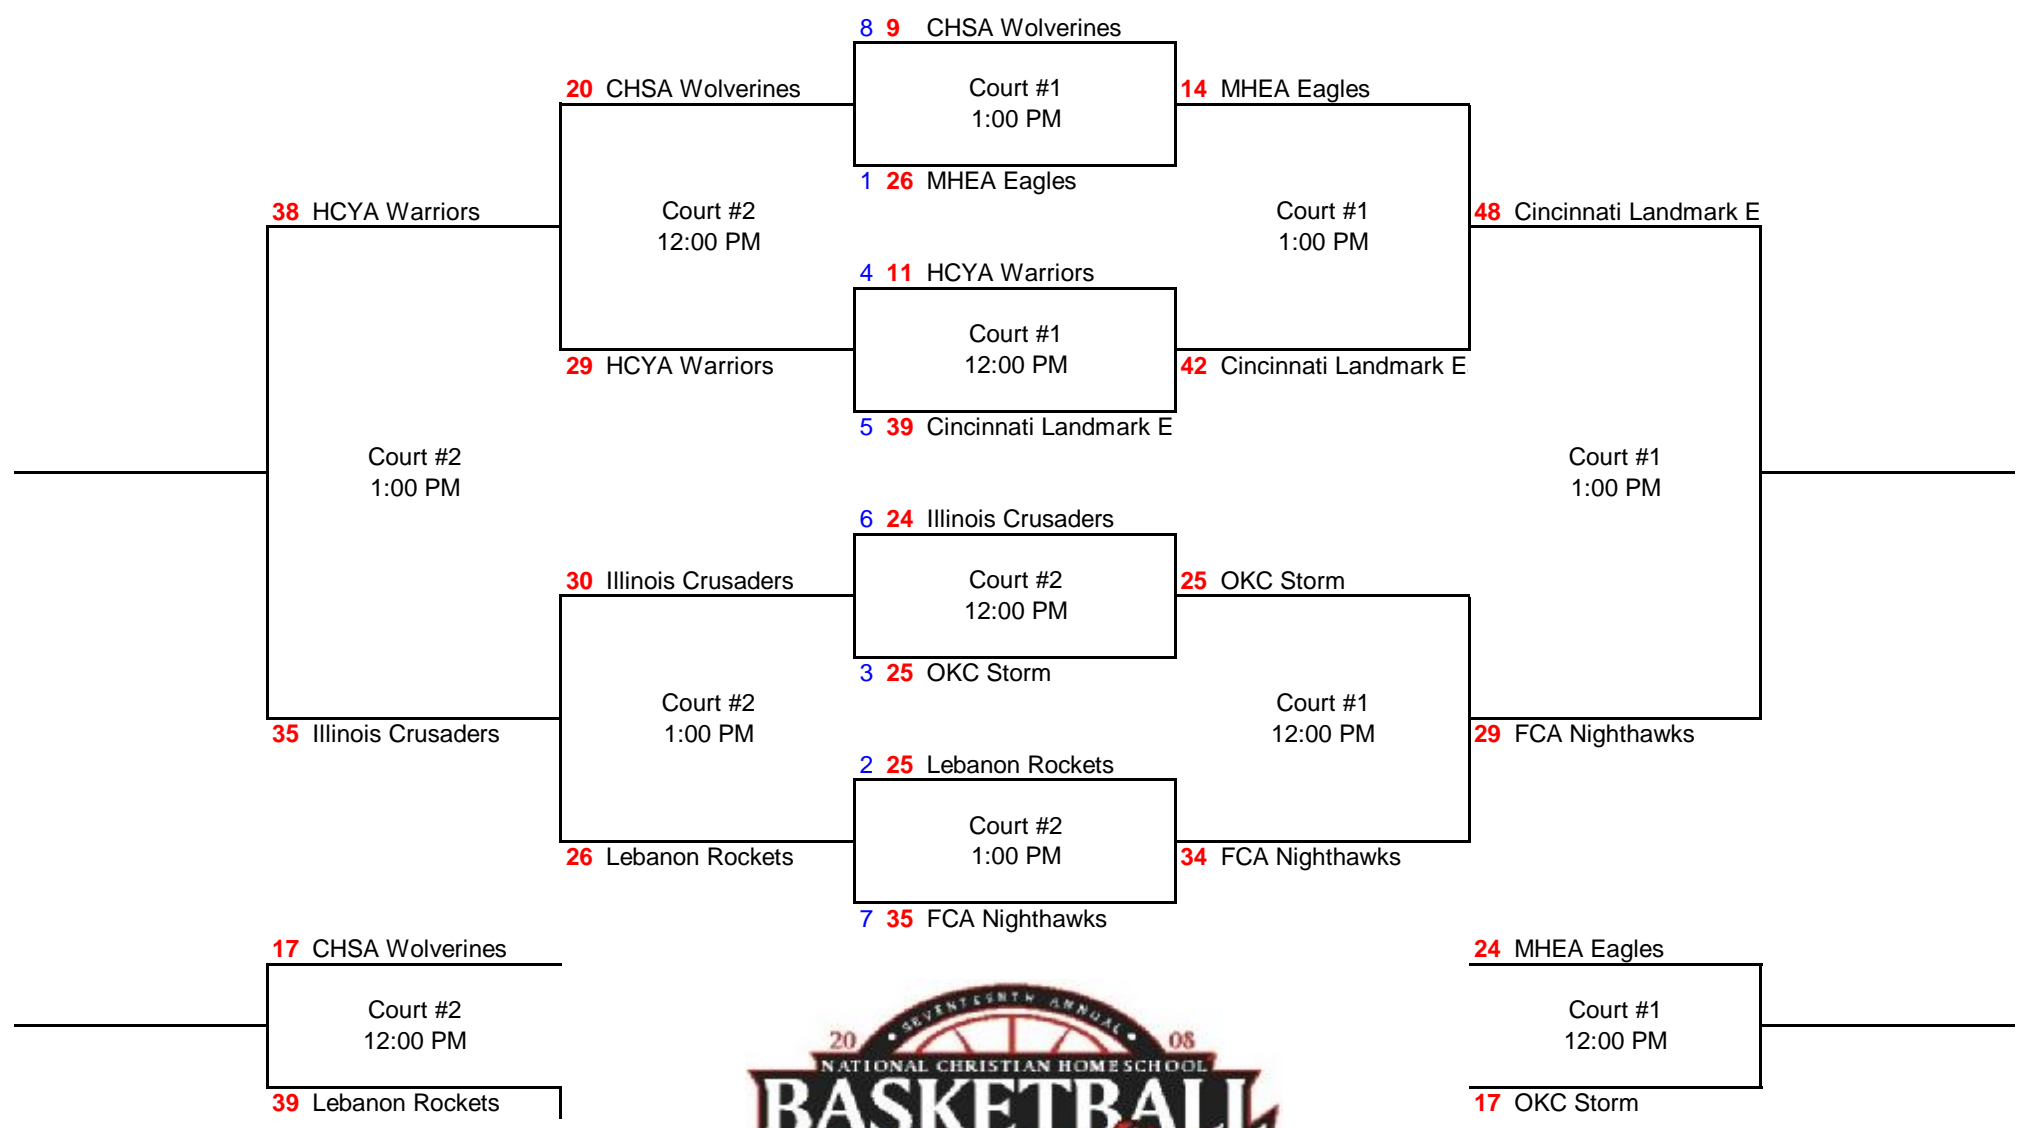 8 9 CHSA Wolverines
20 CHSA Wolverines
Court #1
1:00 PM
14 MHEA Eagles
1 26 MHEA Eagles
38 HCYA Warriors
Court #2
12:00 PM
Court #1
1:00 PM
48 Cincinnati Landmark E
4 11 HCYA Warriors
29 HCYA Warriors
Court #1
12:00 PM
42 Cincinnati Landmark E
5 39 Cincinnati Landmark E
Court #2
1:00 PM
Court #1
1:00 PM
6 24 Illinois Crusaders
30 Illinois Crusaders
Court #2
12:00 PM
25 OKC Storm
3 25 OKC Storm
35 Illinois Crusaders
Court #2
1:00 PM
Court #1
12:00 PM
29 FCA Nighthawks
2 25 Lebanon Rockets
26 Lebanon Rockets
Court #2
1:00 PM
34 FCA Nighthawks
7 35 FCA Nighthawks
17 CHSA Wolverines
24 MHEA Eagles
Court #2
12:00 PM
Court #1
12:00 PM
39 Lebanon Rockets
17 OKC Storm
SEVENTEENTH ANNUAL
20 08
NATIONAL CHRISTIAN HOMESCHOOL
BASKETBALL